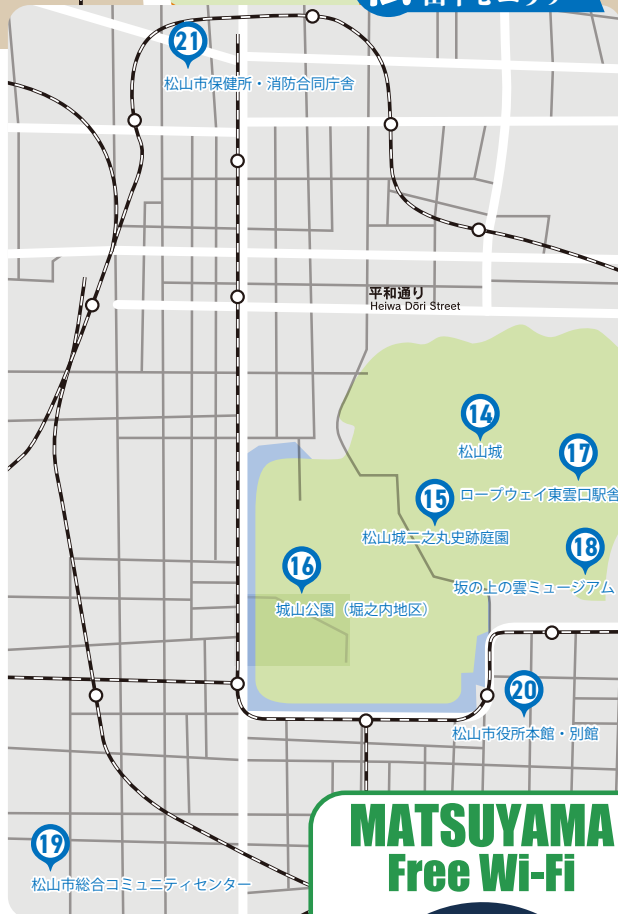 21
松山市保健所・消防合同庁舎
平和通り
Heiwa Dōri Street
14
松山城
17
ロープウェイ東雲口駅舎
15
松山城二之丸史跡庭園
18
坂の上の雲ミュージアム
16
城山公園（堀之内地区）
20
松山市役所本館・別館
19
松山市総合コミュニティセンター
MATSUYAMA
Free Wi-Fi